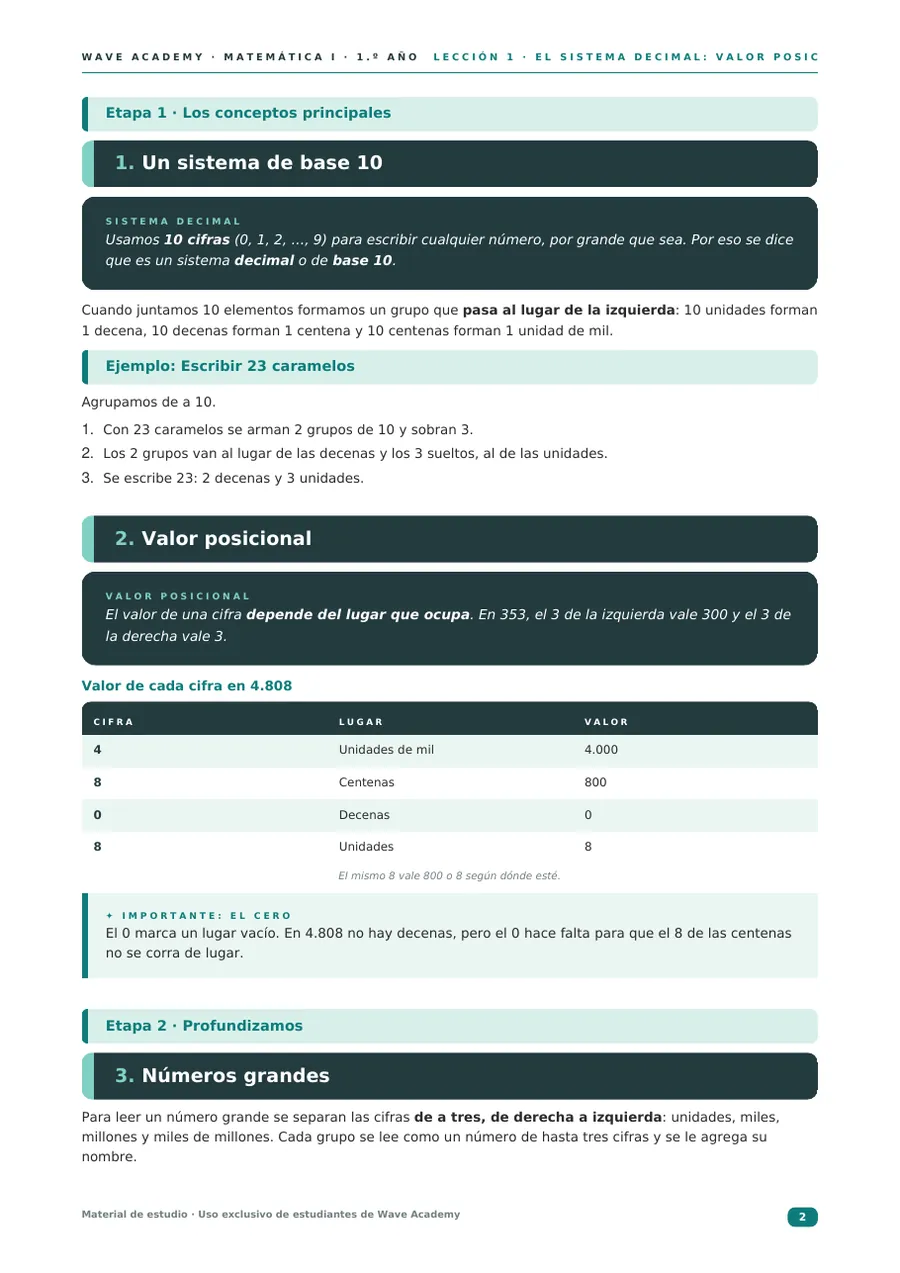 WAVE ACADEMY · MATEMÁTICA I · 1.º AÑO LECCIÓN 1 · EL SISTEMA DECIMAL: VALOR POSIC
Etapa 1 · Los conceptos principales
1. Un sistema de base 10
SISTEMA DECIMAL
Usamos 10 cifras (0, 1, 2, ..., 9) para escribir cualquier número, por grande que sea. Por eso se dice
que es un sistema decimal o de base 10.
Cuando juntamos 10 elementos formamos un grupo que pasa al lugar de la izquierda: 10 unidades forman
1 decena, 10 decenas forman 1 centena y 10 centenas forman 1 unidad de mil.
Ejemplo: Escribir 23 caramelos
Agrupamos de a 10.
1. Con 23 caramelos se arman 2 grupos de 10 y sobran 3.
2. Los 2 grupos van al lugar de las decenas y los 3 sueltos, al de las unidades.
3. Se escribe 23: 2 decenas y 3 unidades.
2. Valor posicional
VALOR POSICIONAL
El valor de una cifra depende del lugar que ocupa. En 353, el 3 de la izquierda vale 300 y el 3 de
la derecha vale 3.
Valor de cada cifra en 4.808
CIFRA LUGAR VALOR
4 Unidades de mil 4.000
8 Centenas 800
0 Decenas 0
8 Unidades 8
El mismo 8 vale 800 o 8 según dónde esté.
✦ IMPORTANTE: EL CERO
El 0 marca un lugar vacío. En 4.808 no hay decenas, pero el 0 hace falta para que el 8 de las centenas
no se corra de lugar.
Etapa 2 · Profundizamos
3. Números grandes
Para leer un número grande se separan las cifras de a tres, de derecha a izquierda: unidades, miles,
millones y miles de millones. Cada grupo se lee como un número de hasta tres cifras y se le agrega su
nombre.
Material de estudio · Uso exclusivo de estudiantes de Wave Academy 2